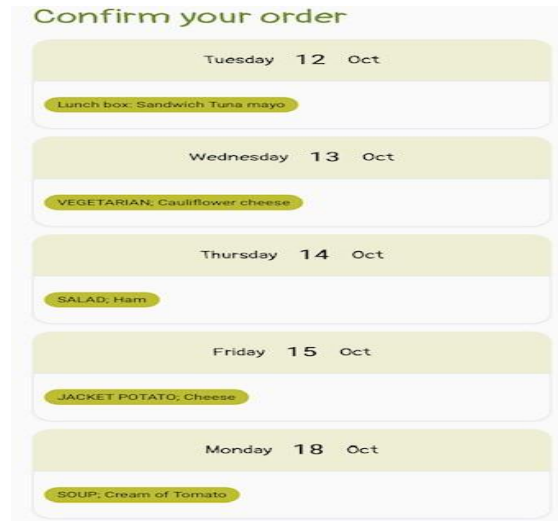 Confirm your order
Tuesday 12 Oct
Lunch box: Sandwich Tuna mayo
Wednesday 13 Oct
VEGETARIAN; Cauliflower cheese
Thursday 14 Oct
SALAD; Ham
Friday 15 Oct
JACKET POTATO; Cheese
Monday 18 Oct
SOUP; Cream of Tomato